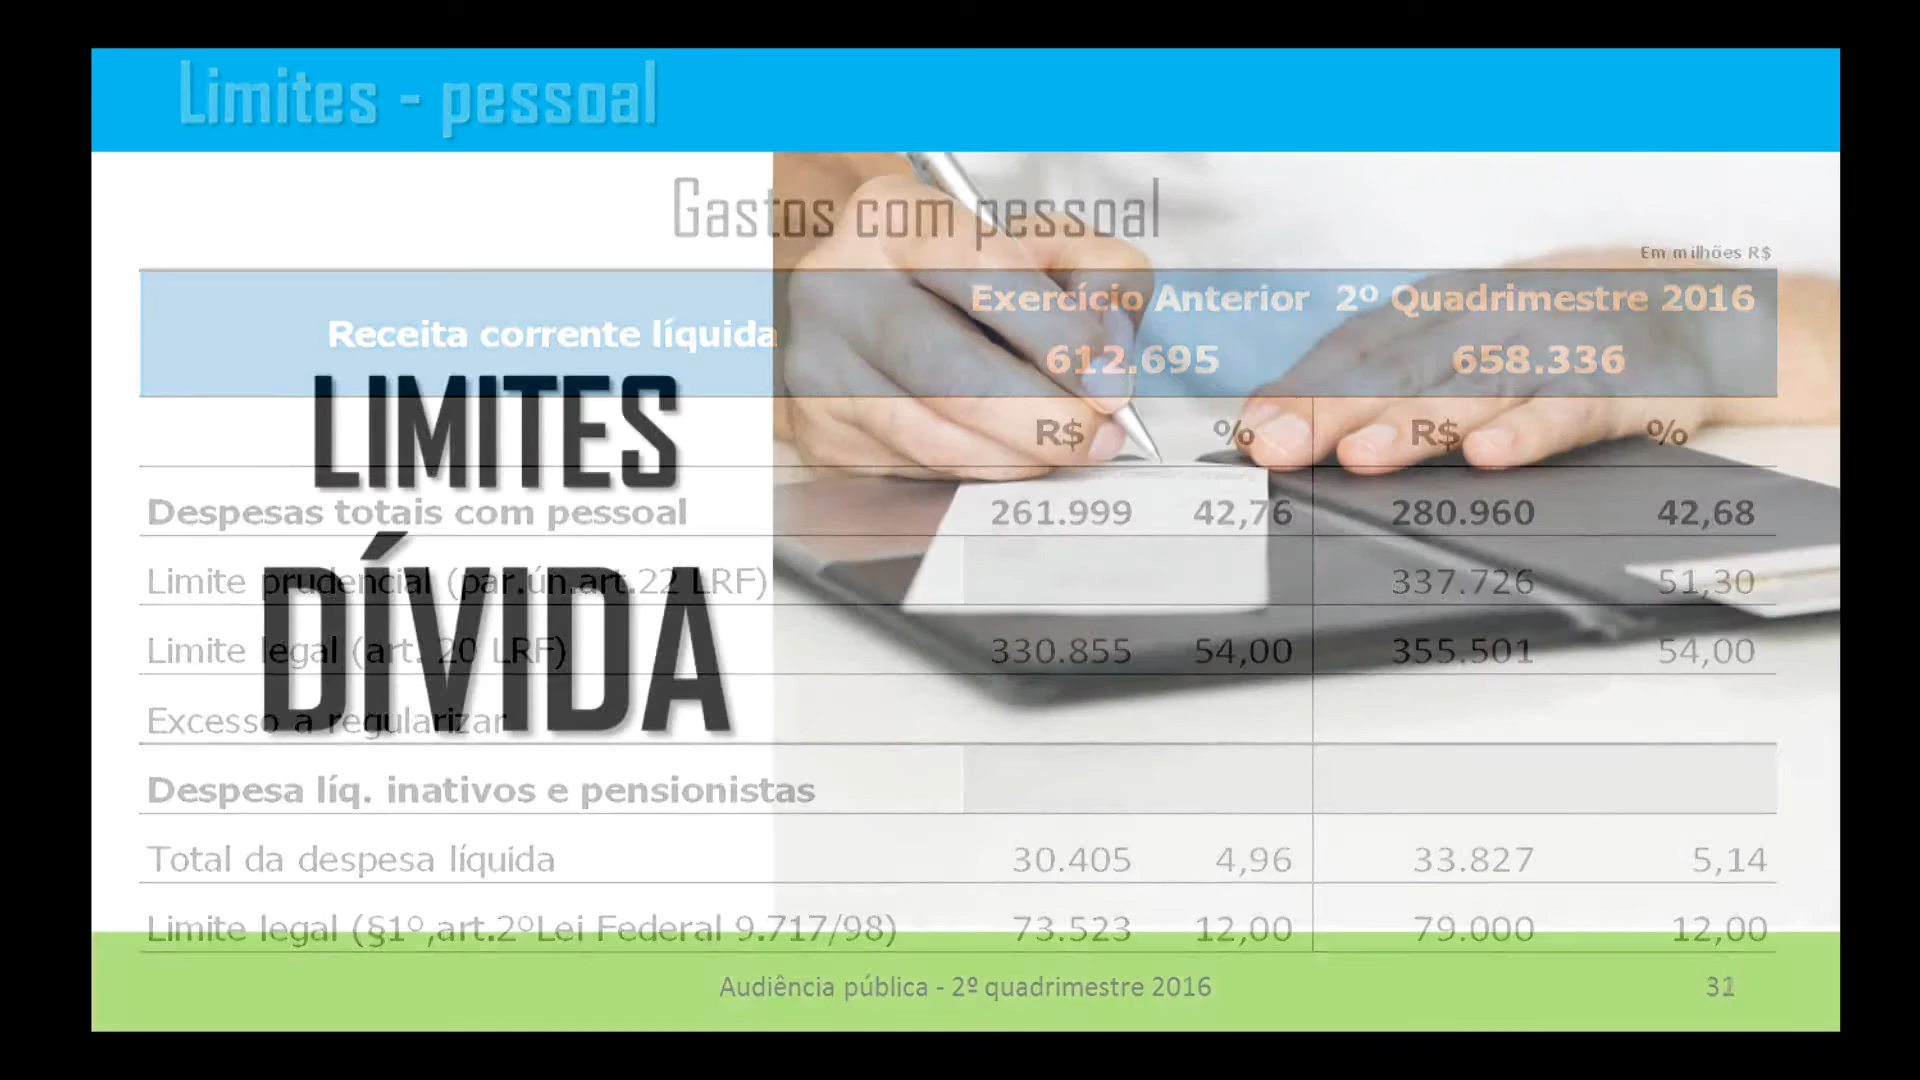 Limites - pessoal
Gastos com pessoal
Em milhões R$
Receita corrente líquida
Exercício Anterior 2º Quadrimestre 2016
612.695 658.336
R$ % R$ %
LIMITES
DÍVIDA
Despesas totais com pessoal 261.999 42,76 280.960 42,68
Limite prudencial (par.ún.art.22 LRF) 337.726 51,30
Limite legal (art. 20 LRF) 330.855 54,00 355.501 54,00
Excesso a regularizar
Despesa líq. inativos e pensionistas
Total da despesa líquida 30.405 4,96 33.827 5,14
Limite legal (§1º,art.2ºLei Federal 9.717/98) 73.523 12,00 79.000 12,00
Audiência pública - 2º quadrimestre 2016